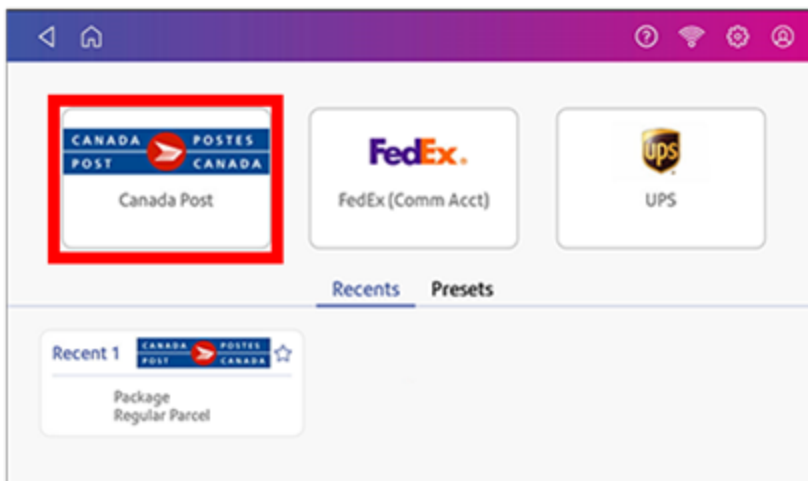 CANADA POSTES
POST CANADA
Canada Post
FedEx.
FedEx (Comm Acct)
ups
UPS
Recents Presets
Recent 1
CANADA POSTES
POST CANADA
Package
Regular Parcel